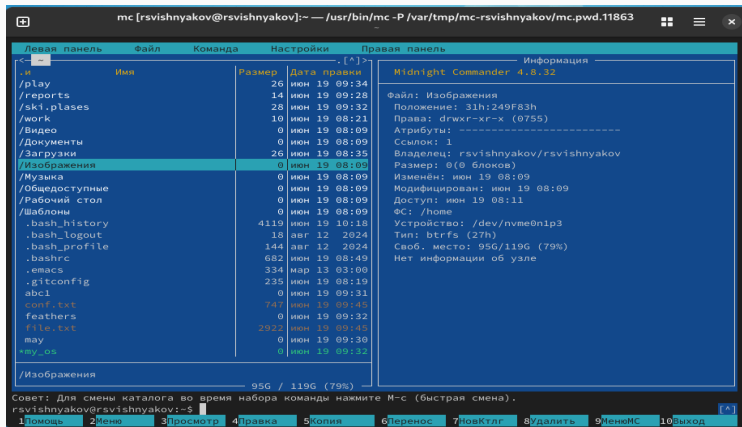 mc [rsvishnyakov@rsvishnyakov]:~ — /usr/bin/mc -P /var/tmp/mc-rsvishnyakov/mc.pwd.11863
Левая панель Файл Команда Настройки Правая панель
<─ ~ .[^]>
.и Имя Размер Дата правки
/play 26 июн 19 09:34
/reports 14 июн 19 09:28
/ski.plases 28 июн 19 09:32
/work 10 июн 19 08:21
/Видео 0 июн 19 08:09
/Документы 0 июн 19 08:09
/Загрузки 26 июн 19 08:35
/Изображения 0 июн 19 08:09
/Музыка 0 июн 19 08:09
/Общедоступные 0 июн 19 08:09
/Рабочий стол 0 июн 19 08:09
/Шаблоны 0 июн 19 08:09
.bash_history 4119 июн 19 10:18
.bash_logout 18 авг 12 2024
.bash_profile 144 авг 12 2024
.bashrc 682 июн 19 08:49
.emacs 334 мар 13 03:00
.gitconfig 235 июн 19 08:19
abc1 0 июн 19 09:31
conf.txt 747 июн 19 09:45
feathers 0 июн 19 09:32
file.txt 2922 июн 19 09:45
may 0 июн 19 09:30
*my_os 0 июн 19 09:32
/Изображения
95G / 119G (79%)
Информация
Midnight Commander 4.8.32
Файл: Изображения
Положение: 31h:249F83h
Права: drwxr-xr-x (0755)
Атрибуты: -------------------------
Ссылок: 1
Владелец: rsvishnyakov/rsvishnyakov
Размер: 0(0 блоков)
Изменён: июн 19 08:09
Модифицирован: июн 19 08:09
Доступ: июн 19 08:11
ФС: /home
Устройство: /dev/nvme0n1p3
Тип: btrfs (27h)
Своб. место: 95G/119G (79%)
Нет информации об узле
Совет: Для смены каталога во время набора команды нажмите M-c (быстрая смена).
rsvishnyakov@rsvishnyakov:~$ [^]
1Помощь 2Меню 3Просмотр 4Правка 5Копия 6Перенос 7НовКтлг 8Удалить 9МенюМС 10Выход